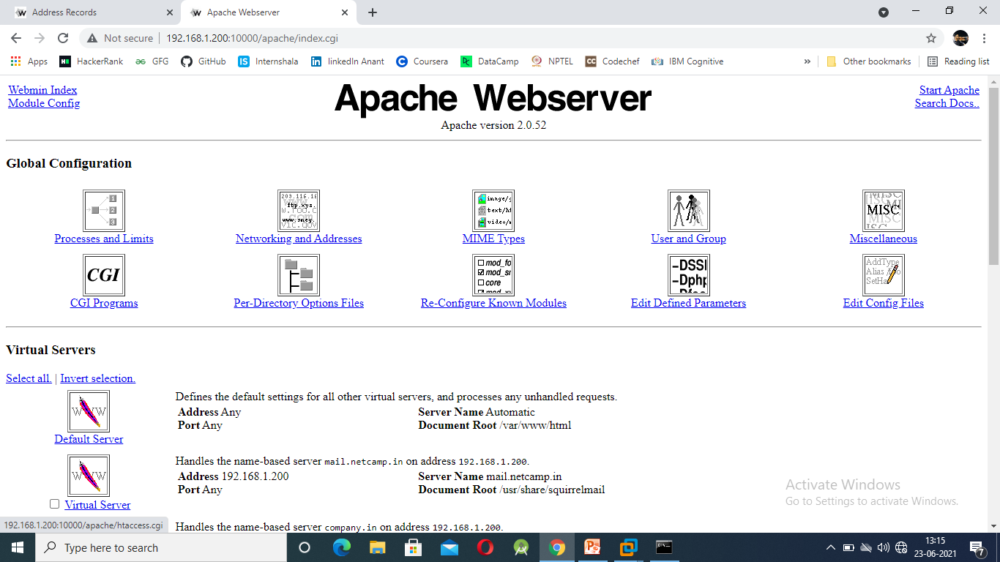 Address Records
Apache Webserver
Not secure 192.168.1.200:10000/apache/index.cgi
Apps HackerRank GFG GitHub Internshala linkedIn Anant Coursera DataCamp NPTEL Codechef IBM Cognitive » Other bookmarks Reading list
Webmin Index
Module Config
Apache Webserver
Apache version 2.0.52
Start Apache
Search Docs..
Global Configuration
Processes and Limits
Networking and Addresses
MIME Types
User and Group
MISC
Miscellaneous
CGI
CGI Programs
Per-Directory Options Files
Re-Configure Known Modules
Edit Defined Parameters
Edit Config Files
Virtual Servers
Select all. | Invert selection.
Default Server
Defines the default settings for all other virtual servers, and processes any unhandled requests.
Address Any Server Name Automatic
Port Any Document Root /var/www/html
Virtual Server
Handles the name-based server mail.netcamp.in on address 192.168.1.200.
Address 192.168.1.200 Server Name mail.netcamp.in
Port Any Document Root /usr/share/squirrelmail
Handles the name-based server company.in on address 192.168.1.200.
Activate Windows
Go to Settings to activate Windows.
192.168.1.200:10000/apache/htaccess.cgi
Type here to search
13:15
23-06-2021
7